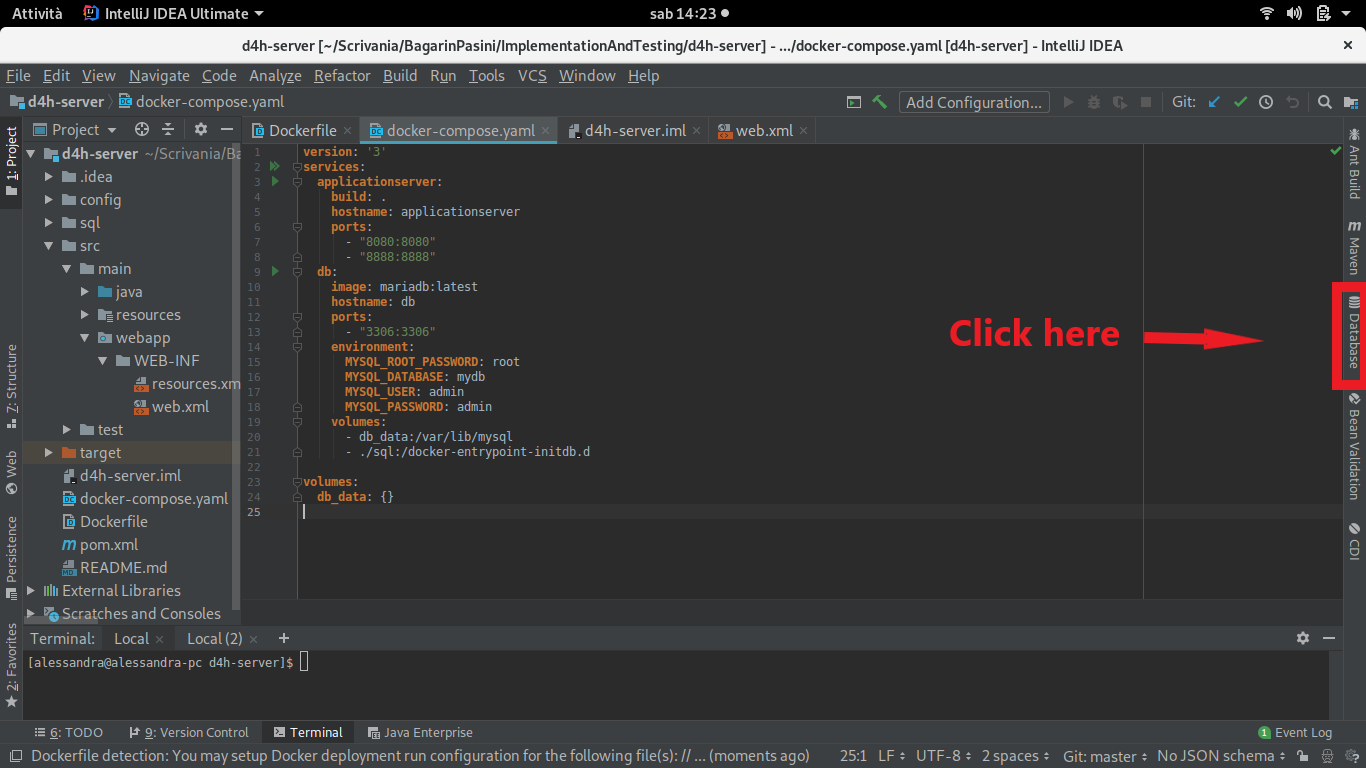 Attività IntelliJ IDEA Ultimate sab 14:23
d4h-server [~/Scrivania/BagarinPasini/ImplementationAndTesting/d4h-server] - .../docker-compose.yaml [d4h-server] - IntelliJ IDEA
File Edit View Navigate Code Analyze Refactor Build Run Tools VCS Window Help
d4h-server docker-compose.yaml Add Configuration... Git:
1: Project
Z: Structure
Web
Persistence
2: Favorites
Project
d4h-server ~/Scrivania/Ba
.idea
config
sql
src
main
java
resources
webapp
WEB-INF
resources.xm
web.xml
test
target
d4h-server.iml
docker-compose.yaml
Dockerfile
pom.xml
README.md
External Libraries
Scratches and Consoles
Dockerfile docker-compose.yaml d4h-server.iml web.xml
1 version: '3'
2 services:
3   applicationserver:
4     build: .
5     hostname: applicationserver
6     ports:
7       - "8080:8080"
8       - "8888:8888"
9   db:
10     image: mariadb:latest
11     hostname: db
12     ports:
13       - "3306:3306"
14     environment:
15       MYSQL_ROOT_PASSWORD: root
16       MYSQL_DATABASE: mydb
17       MYSQL_USER: admin
18       MYSQL_PASSWORD: admin
19     volumes:
20       - db_data:/var/lib/mysql
21       - ./sql:/docker-entrypoint-initdb.d
22
23 volumes:
24   db_data: {}
25
Click here
Ant Build
Maven
Database
Bean Validation
CDI
Terminal: Local Local (2) +
[alessandra@alessandra-pc d4h-server]$
6: TODO 9: Version Control Terminal Java Enterprise 1 Event Log
Dockerfile detection: You may setup Docker deployment run configuration for the following file(s): // ... (moments ago) 25:1 LF UTF-8 2 spaces Git: master No JSON schema